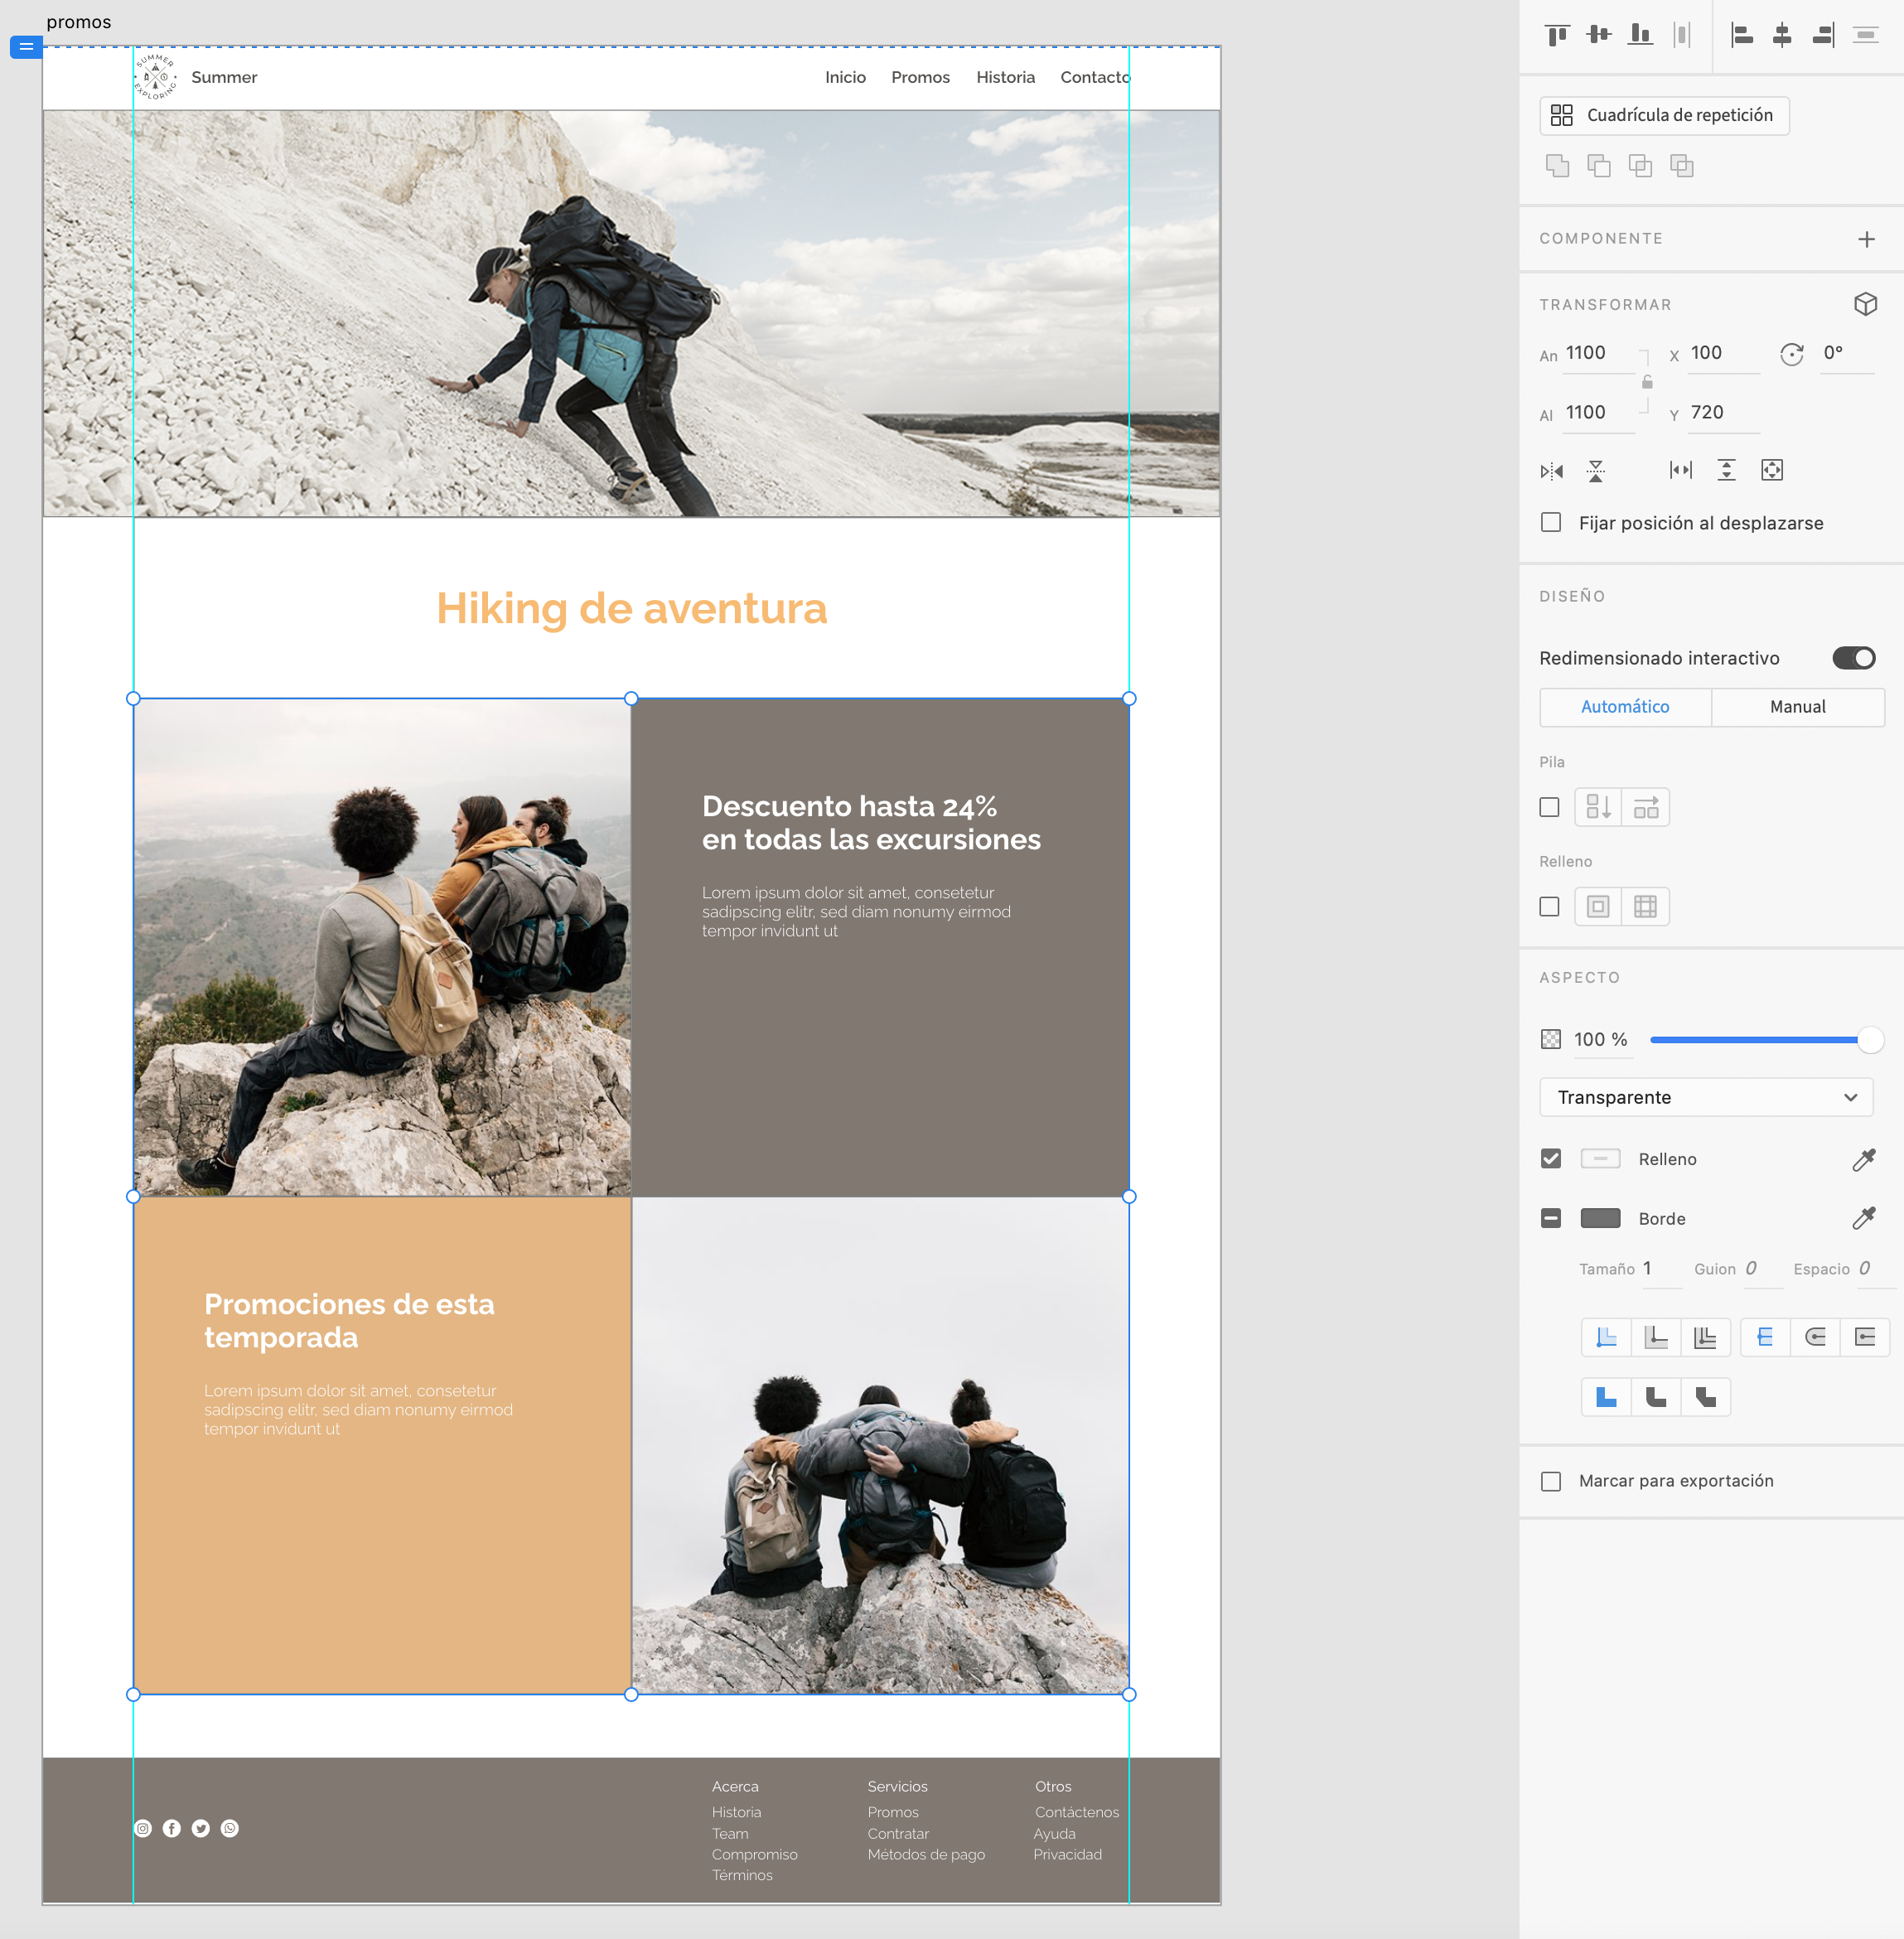 promos
SUMMER
EXPLORING
Summer
Inicio Promos Historia Contacto
Hiking de aventura
Descuento hasta 24%
en todas las excursiones
Lorem ipsum dolor sit amet, consetetur
sadipscing elitr, sed diam nonumy eirmod
tempor invidunt ut
Promociones de esta
temporada
Lorem ipsum dolor sit amet, consetetur
sadipscing elitr, sed diam nonumy eirmod
tempor invidunt ut
Acerca
Historia
Team
Compromiso
Términos
Servicios
Promos
Contratar
Métodos de pago
Otros
Contáctenos
Ayuda
Privacidad
Cuadrícula de repetición
COMPONENTE
TRANSFORMAR
An 1100 X 100 0°
Al 1100 Y 720
Fijar posición al desplazarse
DISEÑO
Redimensionado interactivo
Automático Manual
Pila
Relleno
ASPECTO
100 %
Transparente
Relleno
Borde
Tamaño 1 Guion 0 Espacio 0
Marcar para exportación